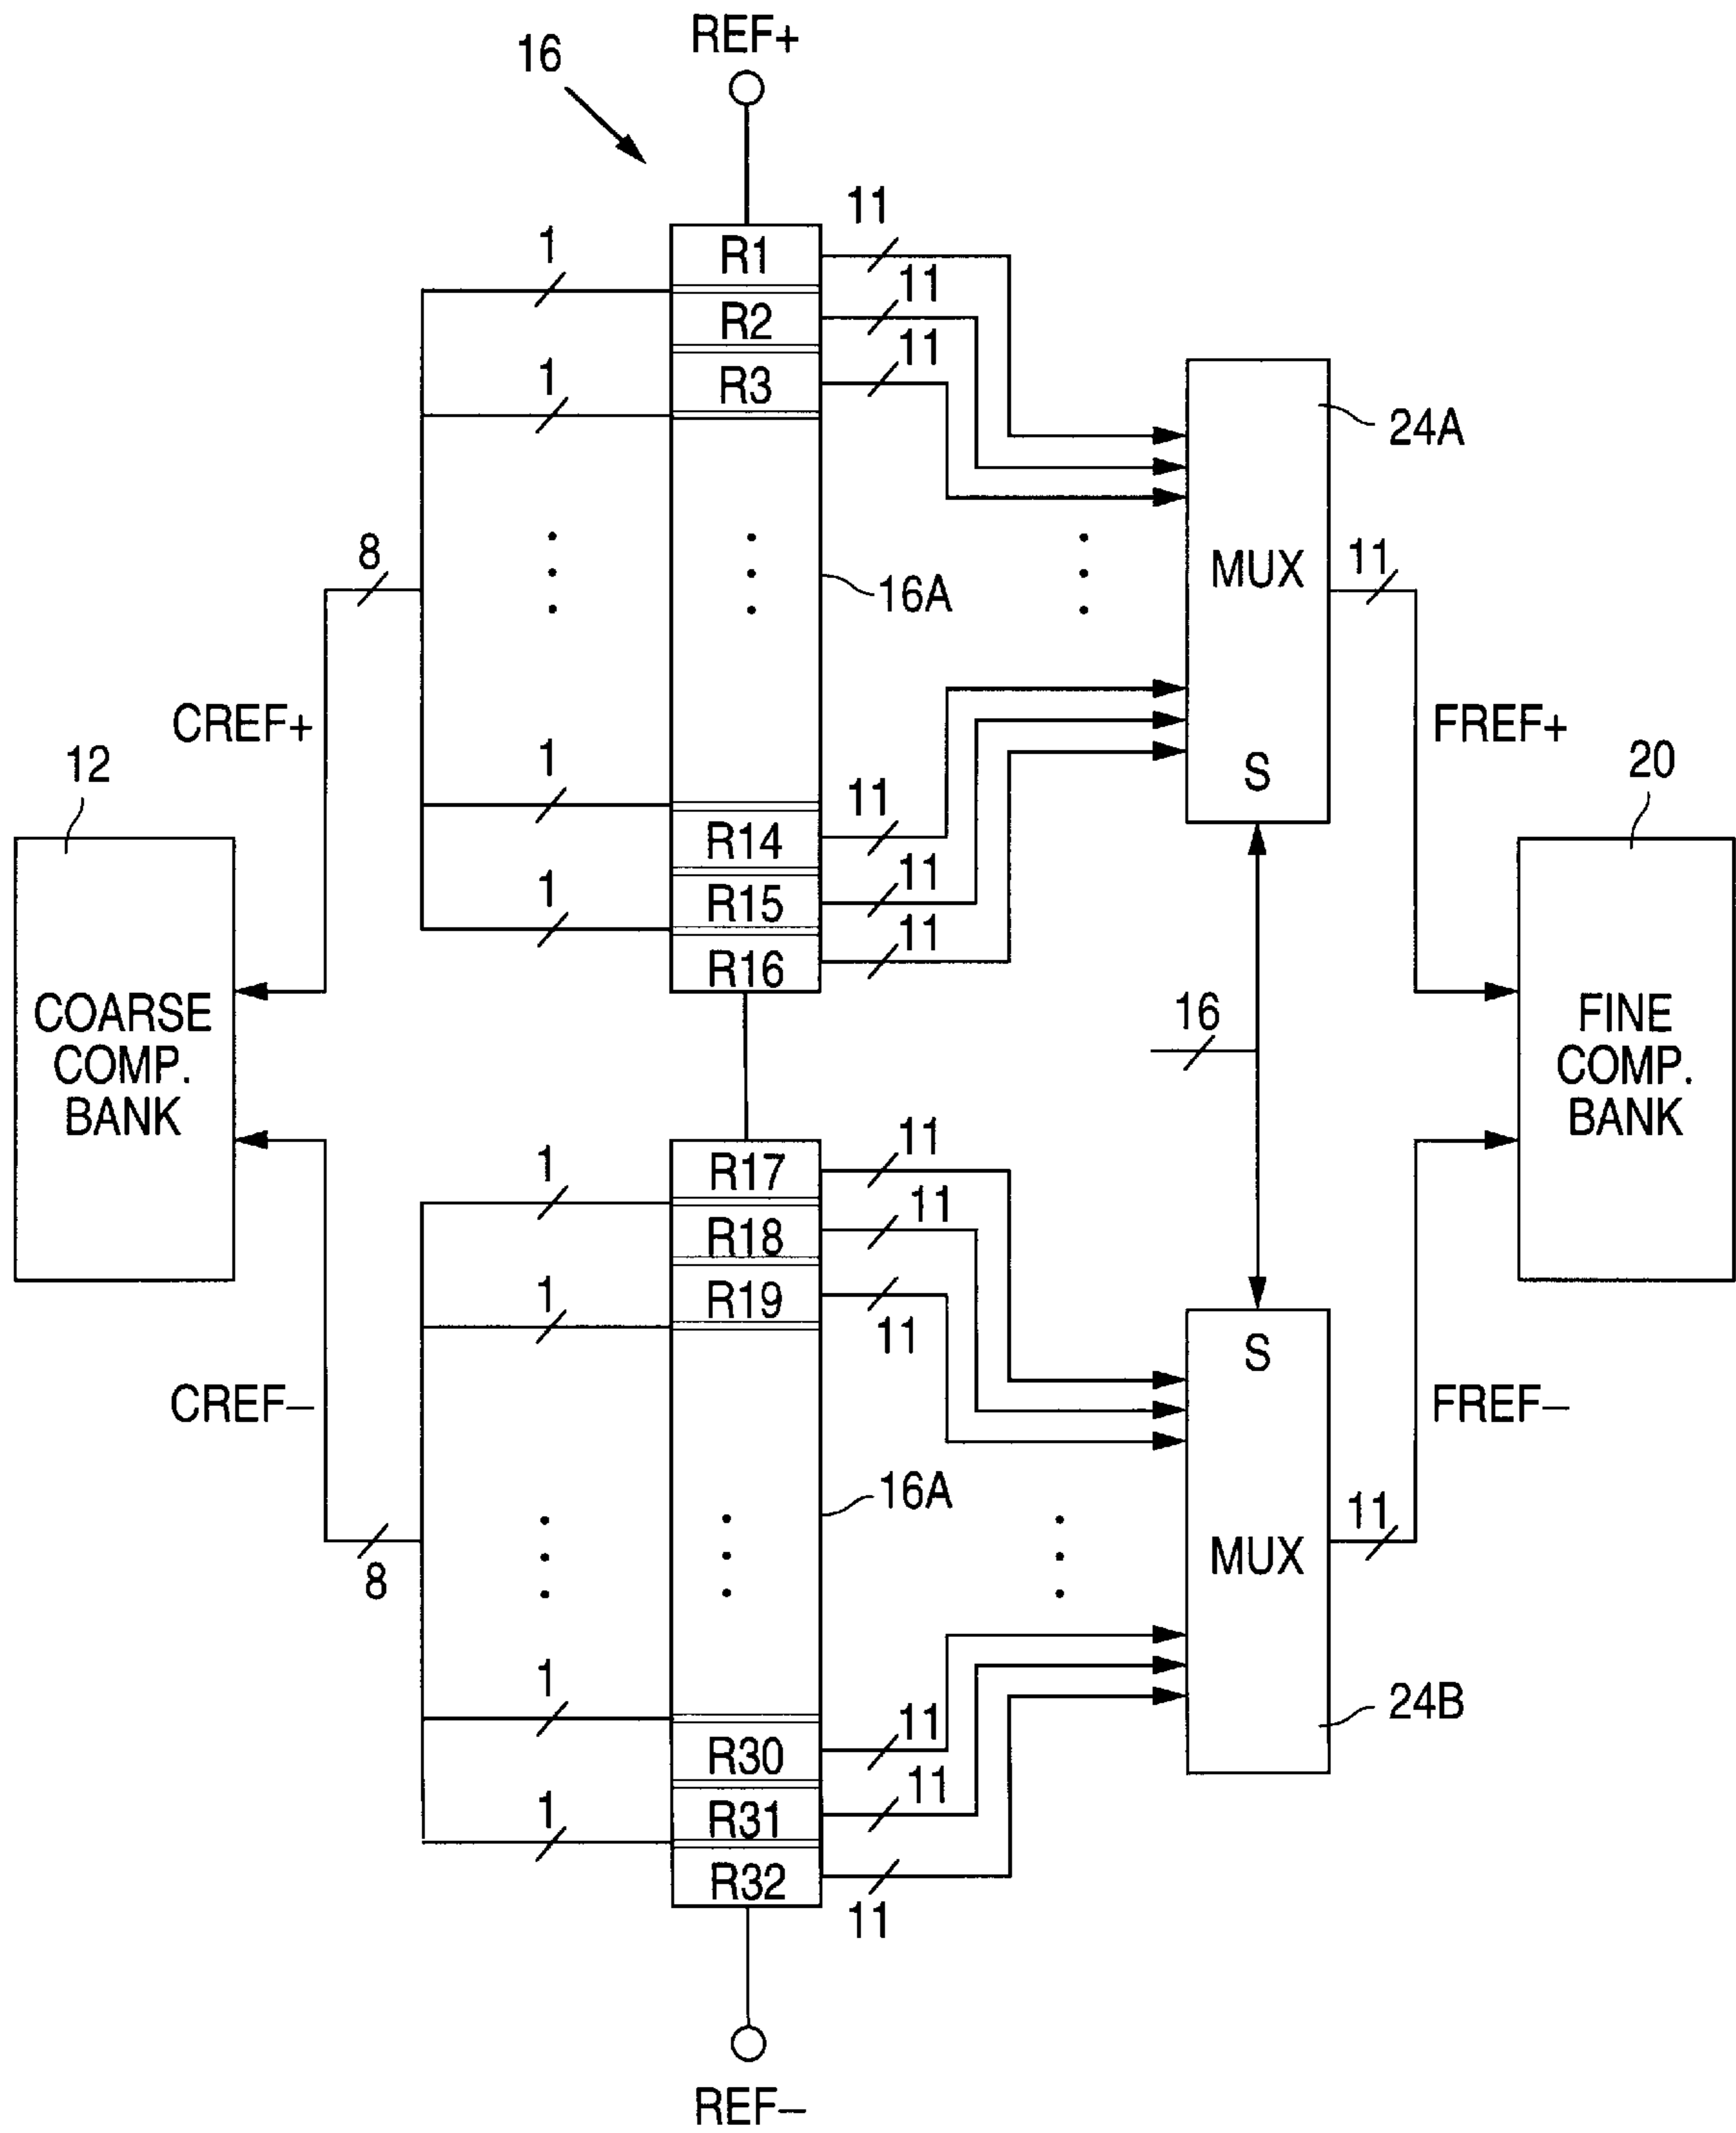 REF+
16
11
1
R1
11
R2
11
1
R3
24A
8
MUX
11
16A
CREF+
FREF+
1
S
12
20
11
R14
1
11
R15
11
R16
COARSE
COMP.
BANK
16
FINE
COMP.
BANK
1
R17
11
11
R18
1
R19
11
S
CREF–
FREF–
16A
8
MUX
11
1
11
24B
R30
11
1
R31
R32
11
REF–